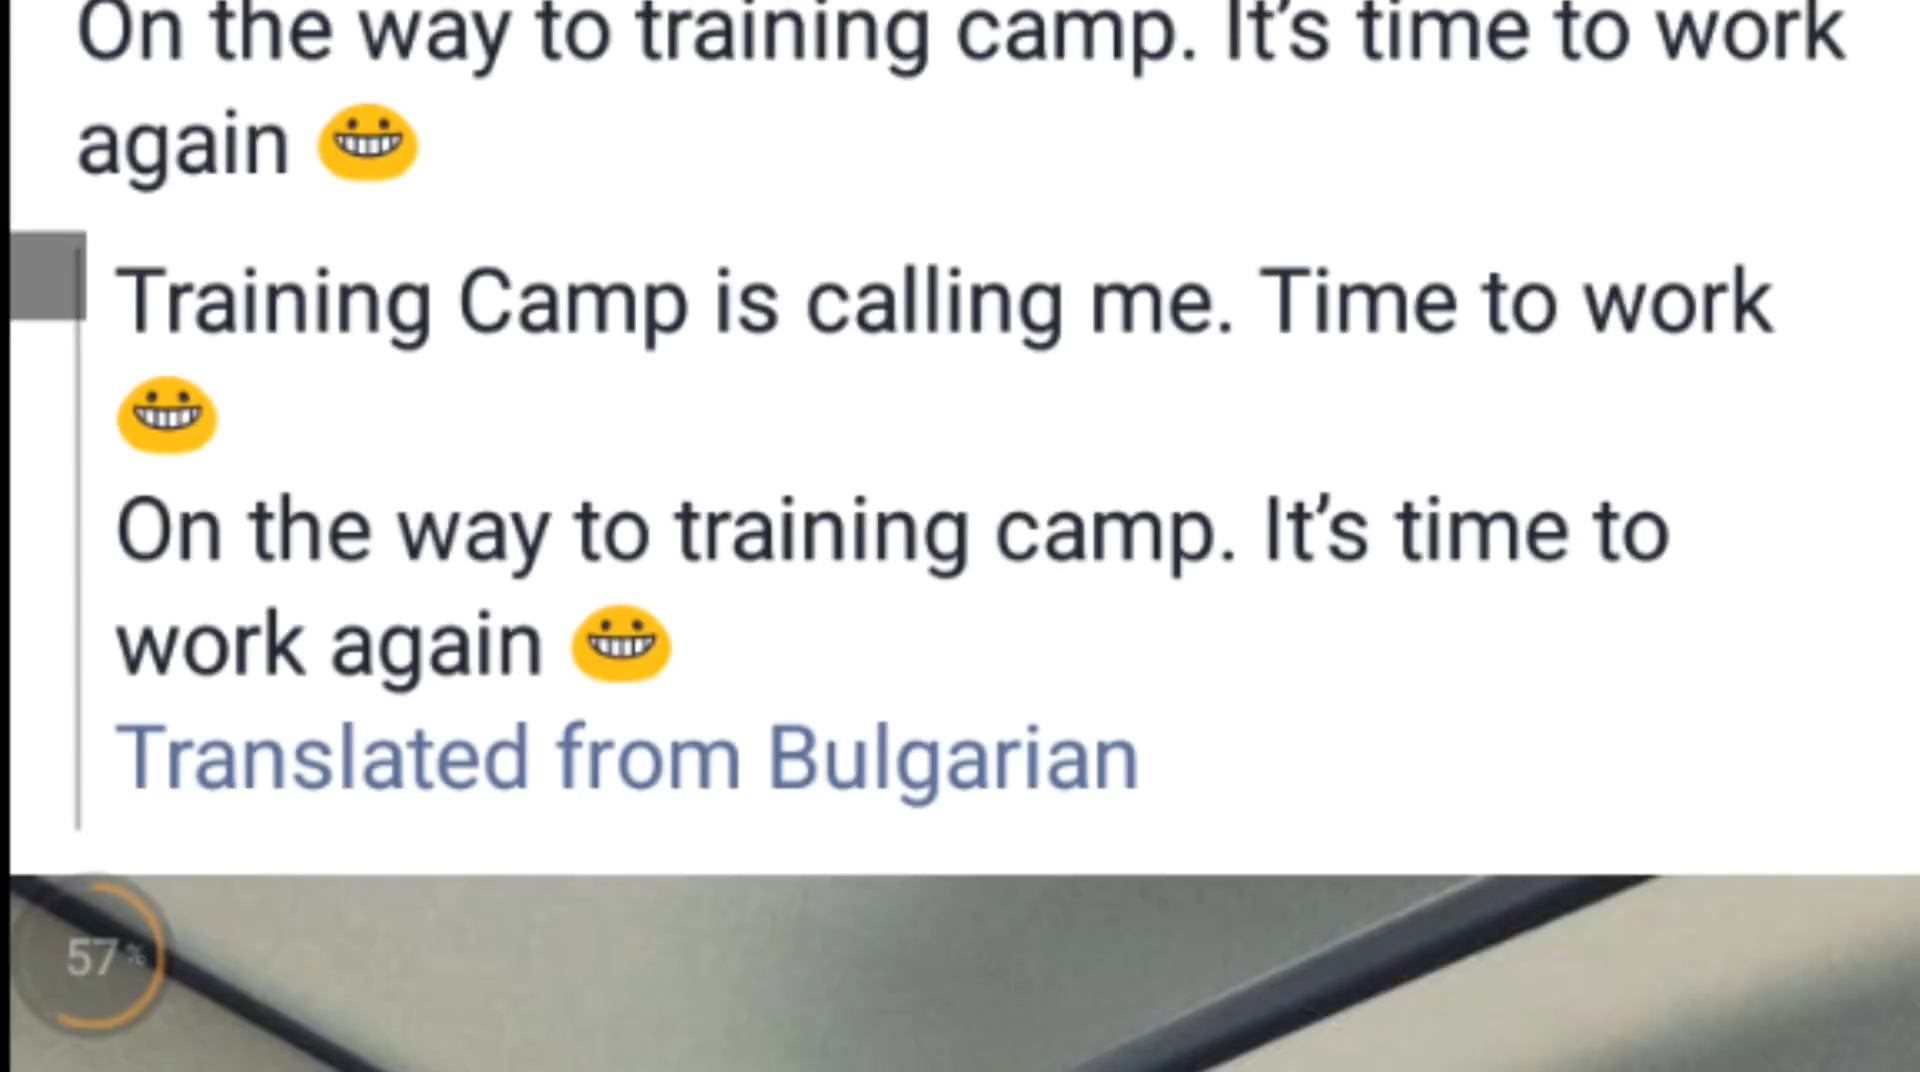 On the way to training camp. It's time to work
again 😀
Training Camp is calling me. Time to work
😀
On the way to training camp. It's time to
work again 😀
Translated from Bulgarian
57%